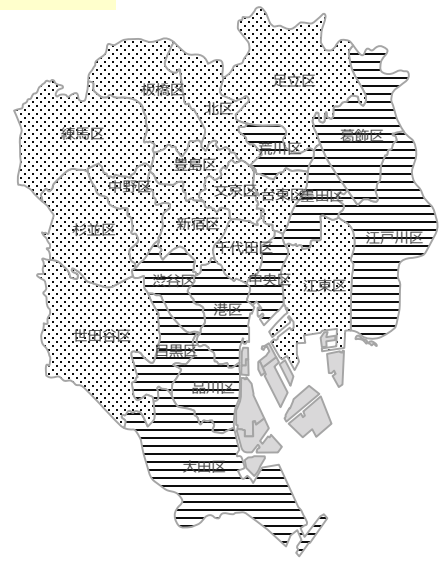 足立区
板橋区
北区
練馬区
葛飾区
荒川区
豊島区
中野区
文京区
台東区
墨田区
杉並区
新宿区
千代田区
江戸川区
渋谷区
中央区
江東区
港区
世田谷区
目黒区
品川区
大田区